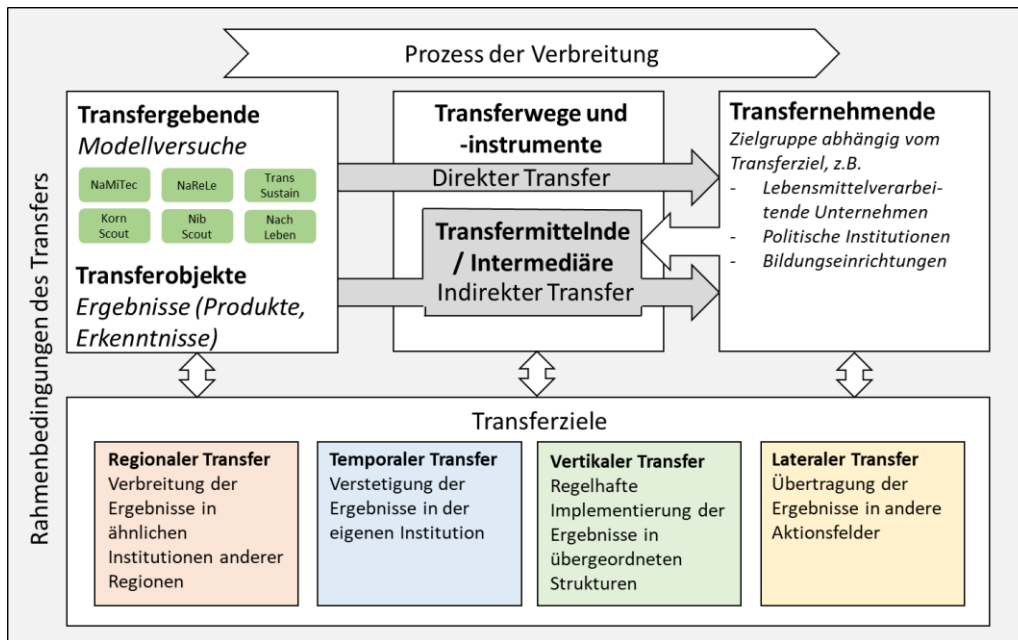 Prozess der Verbreitung
Rahmenbedingungen des Transfers
Transfergebende
Modellversuche
NaMiTec
NaReLe
Trans
Sustain
Korn
Scout
Nib
Scout
Nach
Leben
Transferobjekte
Ergebnisse (Produkte,
Erkenntnisse)
Transferwege und
-instrumente
Direkter Transfer
Transfermittelnde
/ Intermediäre
Indirekter Transfer
Transfernehmende
Zielgruppe abhängig vom
Transferziel, z.B.
- Lebensmittelverarbei-
tende Unternehmen
- Politische Institutionen
- Bildungseinrichtungen
Transferziele
Regionaler Transfer
Verbreitung der
Ergebnisse in
ähnlichen
Institutionen anderer
Regionen
Temporaler Transfer
Verstetigung der
Ergebnisse in der
eigenen Institution
Vertikaler Transfer
Regelhafte
Implementierung der
Ergebnisse in
übergeordneten
Strukturen
Lateraler Transfer
Übertragung der
Ergebnisse in andere
Aktionsfelder